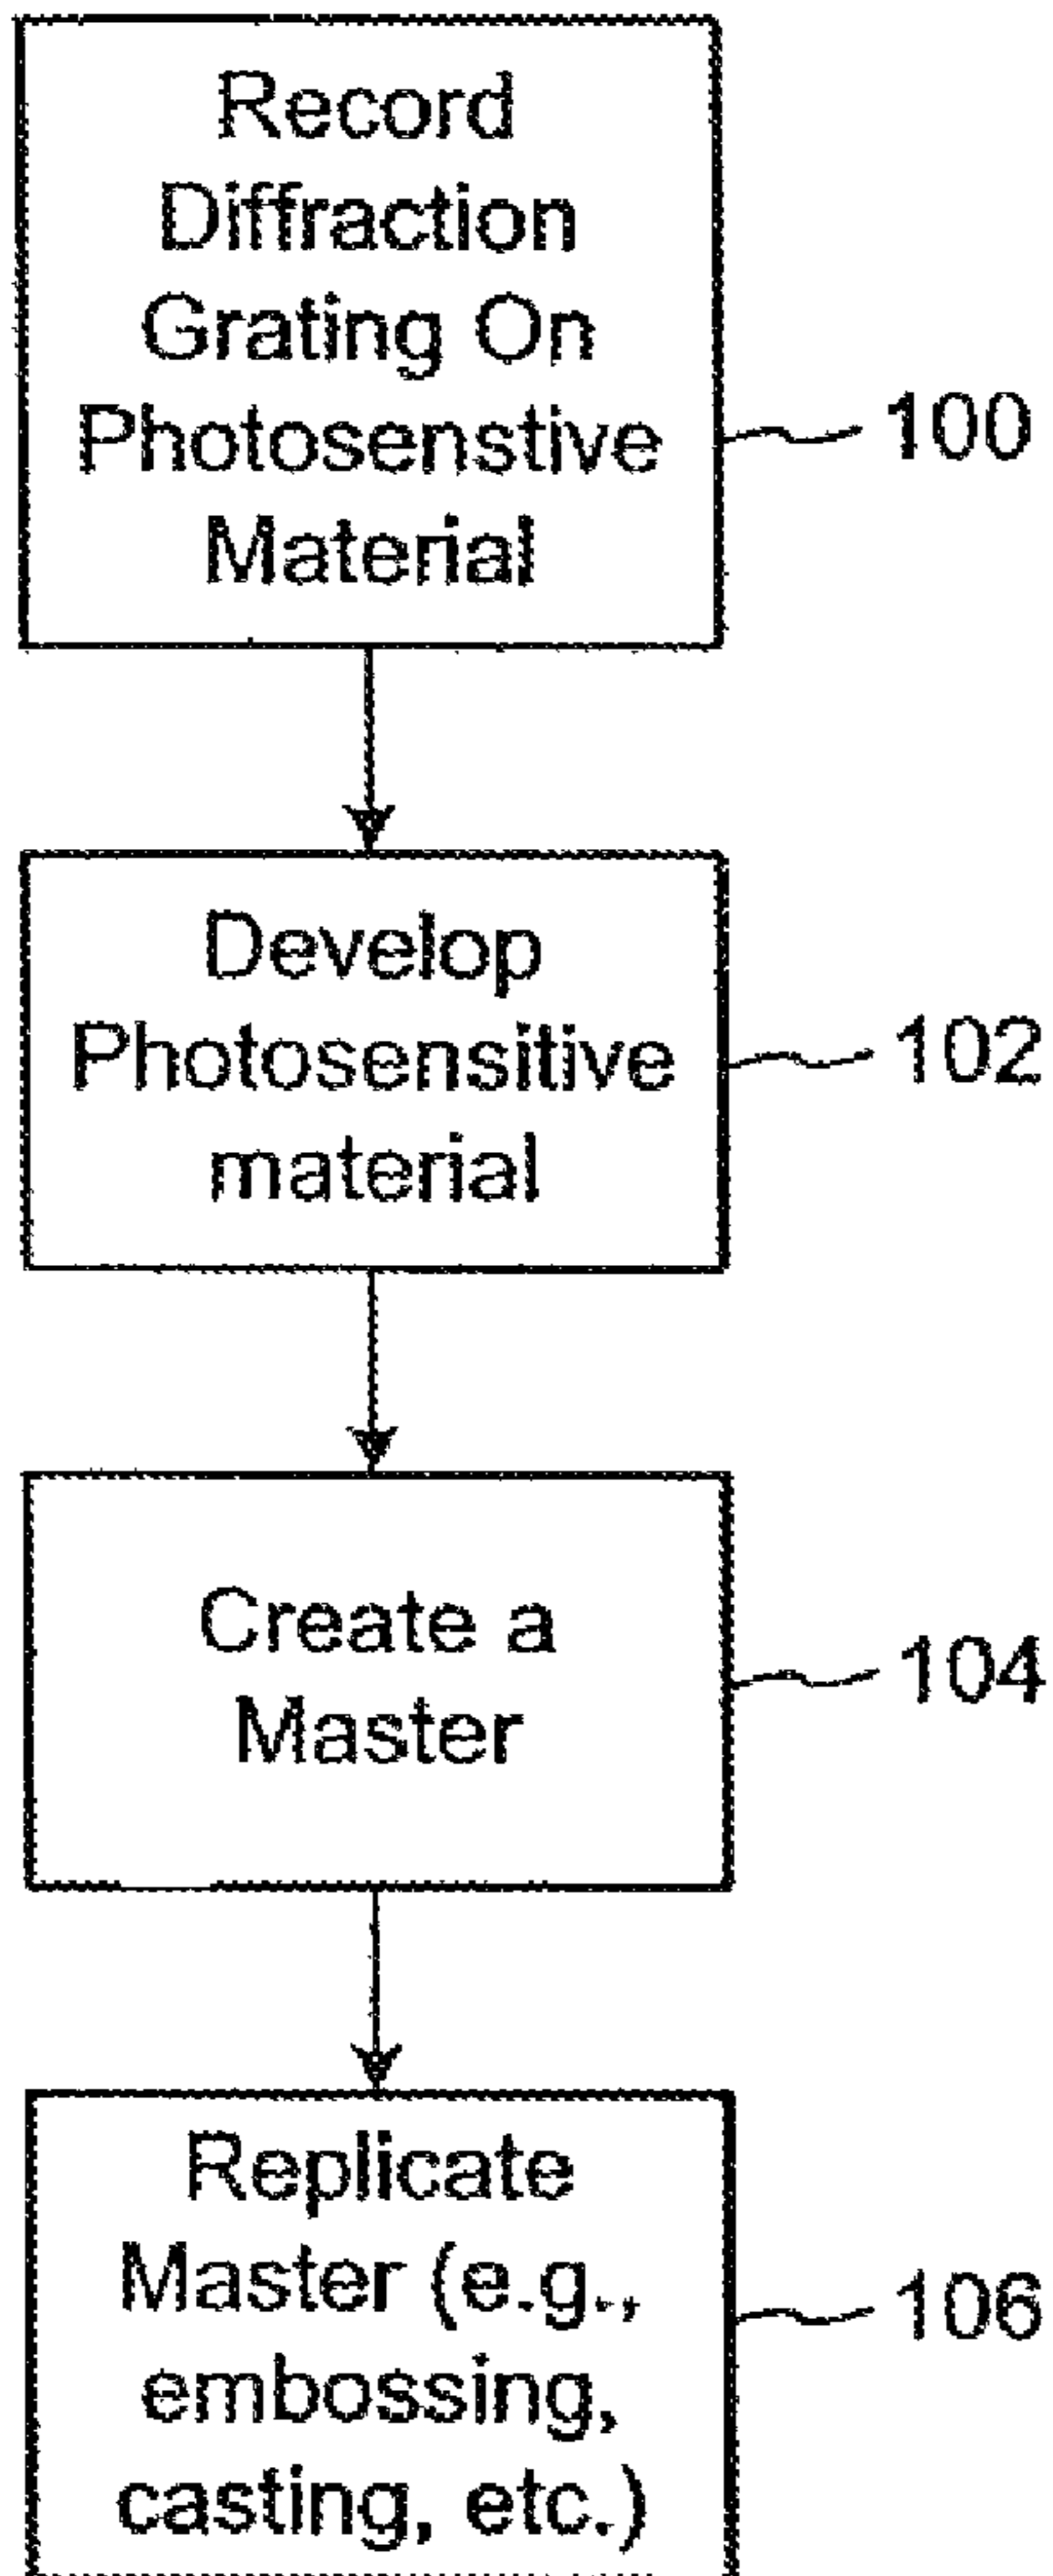 Record
Diffraction
Grating On
Photosenstive
Material
100
Develop
Photosensitive
material
102
Create a
Master
104
Replicate
Master (e.g.,
embossing,
casting, etc.)
106